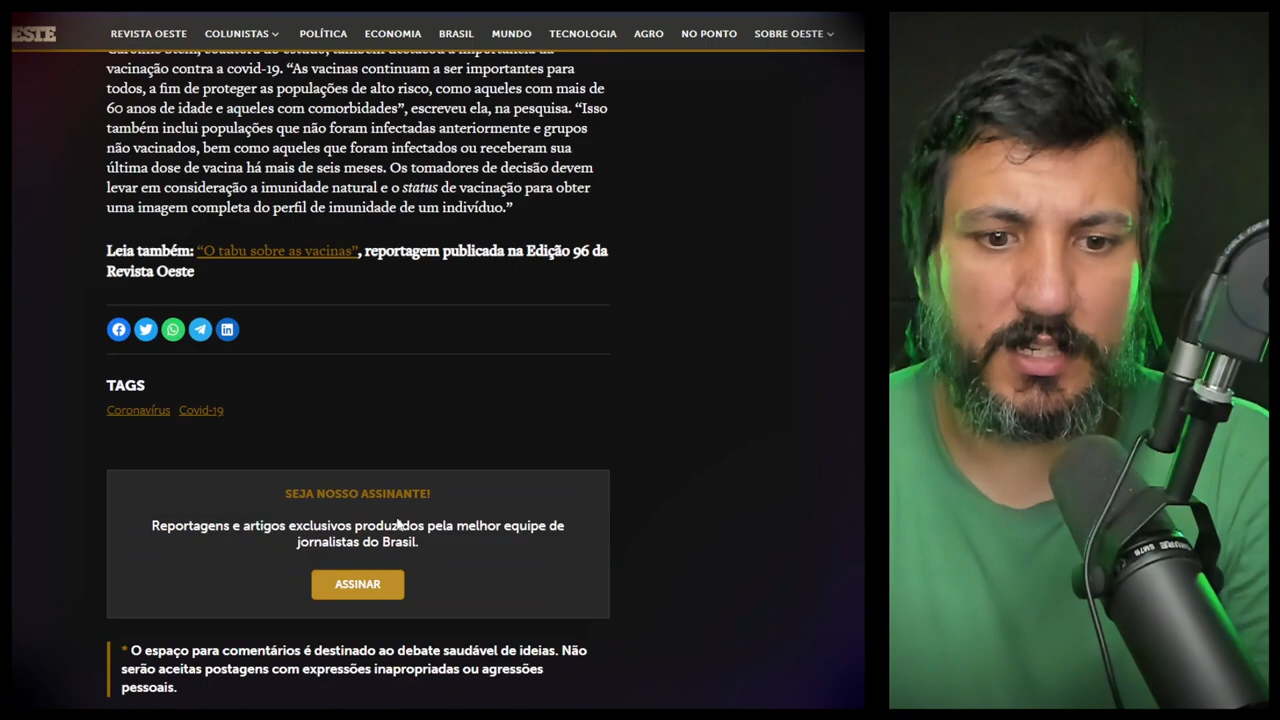 OESTE
REVISTA OESTE COLUNISTAS POLÍTICA ECONOMIA BRASIL MUNDO TECNOLOGIA AGRO NO PONTO SOBRE OESTE
vacinação contra a covid-19. “As vacinas continuam a ser importantes para
todos, a fim de proteger as populações de alto risco, como aqueles com mais de
60 anos de idade e aqueles com comorbidades”, escreveu ela, na pesquisa. “Isso
também inclui populações que não foram infectadas anteriormente e grupos
não vacinados, bem como aqueles que foram infectados ou receberam sua
última dose de vacina há mais de seis meses. Os tomadores de decisão devem
levar em consideração a imunidade natural e o status de vacinação para obter
uma imagem completa do perfil de imunidade de um indivíduo.”
Leia também: “O tabu sobre as vacinas”, reportagem publicada na Edição 96 da
Revista Oeste
TAGS
Coronavírus Covid-19
SEJA NOSSO ASSINANTE!
Reportagens e artigos exclusivos produzidos pela melhor equipe de
jornalistas do Brasil.
ASSINAR
* O espaço para comentários é destinado ao debate saudável de ideias. Não
serão aceitas postagens com expressões inapropriadas ou agressões
pessoais.